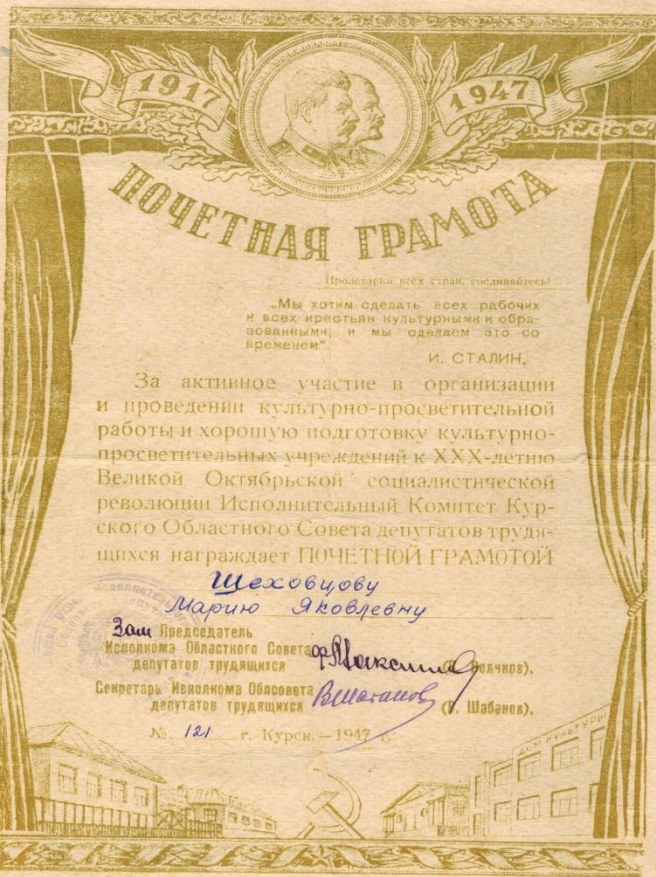 1917 1947
ПОЧЕТНАЯ ГРАМОТА
Пролетарии всех стран, соединяйтесь!
„Мы хотим сделать всех рабочих
и всех крестьян культурными и обра-
зованными, и мы сделаем это со
временем“.
И. СТАЛИН.
За активное участие в организации
и проведении культурно-просветительной
работы и хорошую подготовку культурно-
просветительных учреждений к XXX-летию
Великой Октябрьской социалистической
революции Исполнительный Комитет Кур-
ского Областного Совета депутатов трудя-
щихся награждает ПОЧЕТНОЙ ГРАМОТОЙ
Шеховцову
Марию Яковлевну
Зам Председатель
Исполкома Областного Совета
депутатов трудящихся Волчков).
Секретарь Исполкома Облсовета
депутатов трудящихся (В. Шабанов).
№ 121 г. Курск.—1947 г.
ДОМ КУЛЬТУРЫ